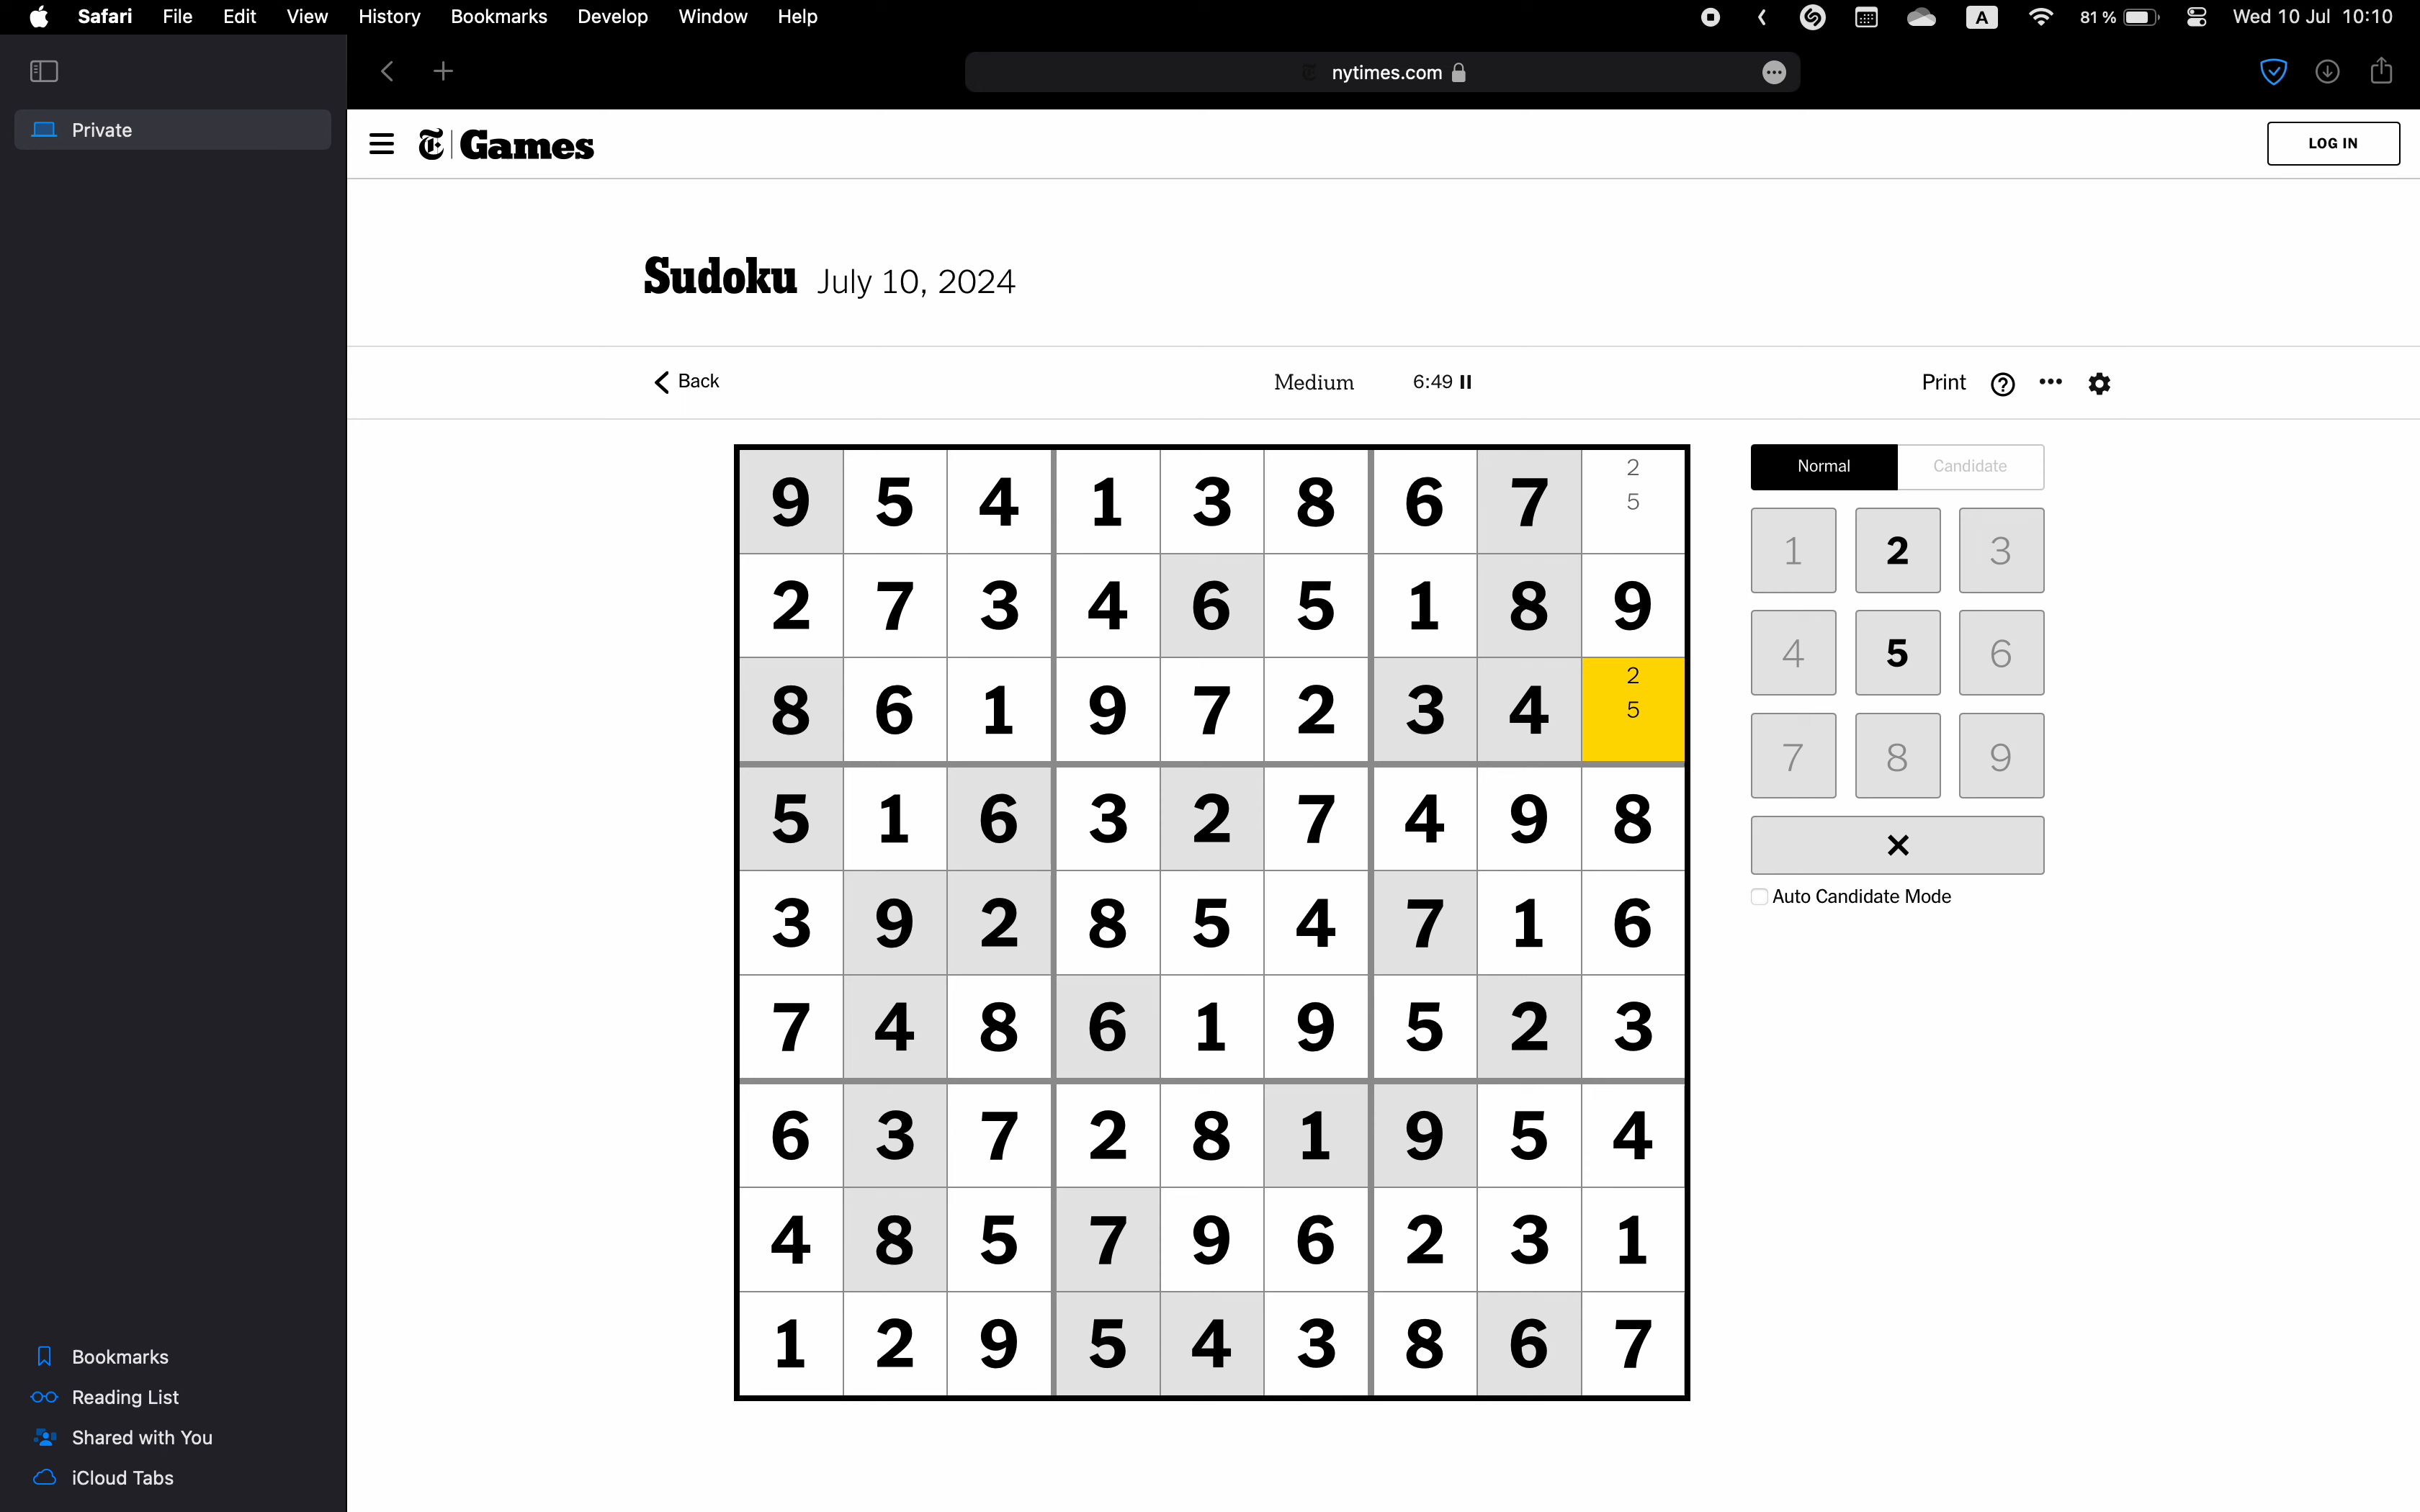 Safari File Edit View History Bookmarks Develop Window Help A 81 % Wed 10 Jul 10:10
nytimes.com
Private
T Games
LOG IN
Sudoku July 10, 2024
Back Medium 6:49 Print ? ···
Normal Candidate
9 5 4 1 3 8 6 7 2 5
2 7 3 4 6 5 1 8 9
8 6 1 9 7 2 3 4 2 5
5 1 6 3 2 7 4 9 8
3 9 2 8 5 4 7 1 6
7 4 8 6 1 9 5 2 3
6 3 7 2 8 1 9 5 4
4 8 5 7 9 6 2 3 1
1 2 9 5 4 3 8 6 7
1 2 3
4 5 6
7 8 9
×
Auto Candidate Mode
Bookmarks
Reading List
Shared with You
iCloud Tabs